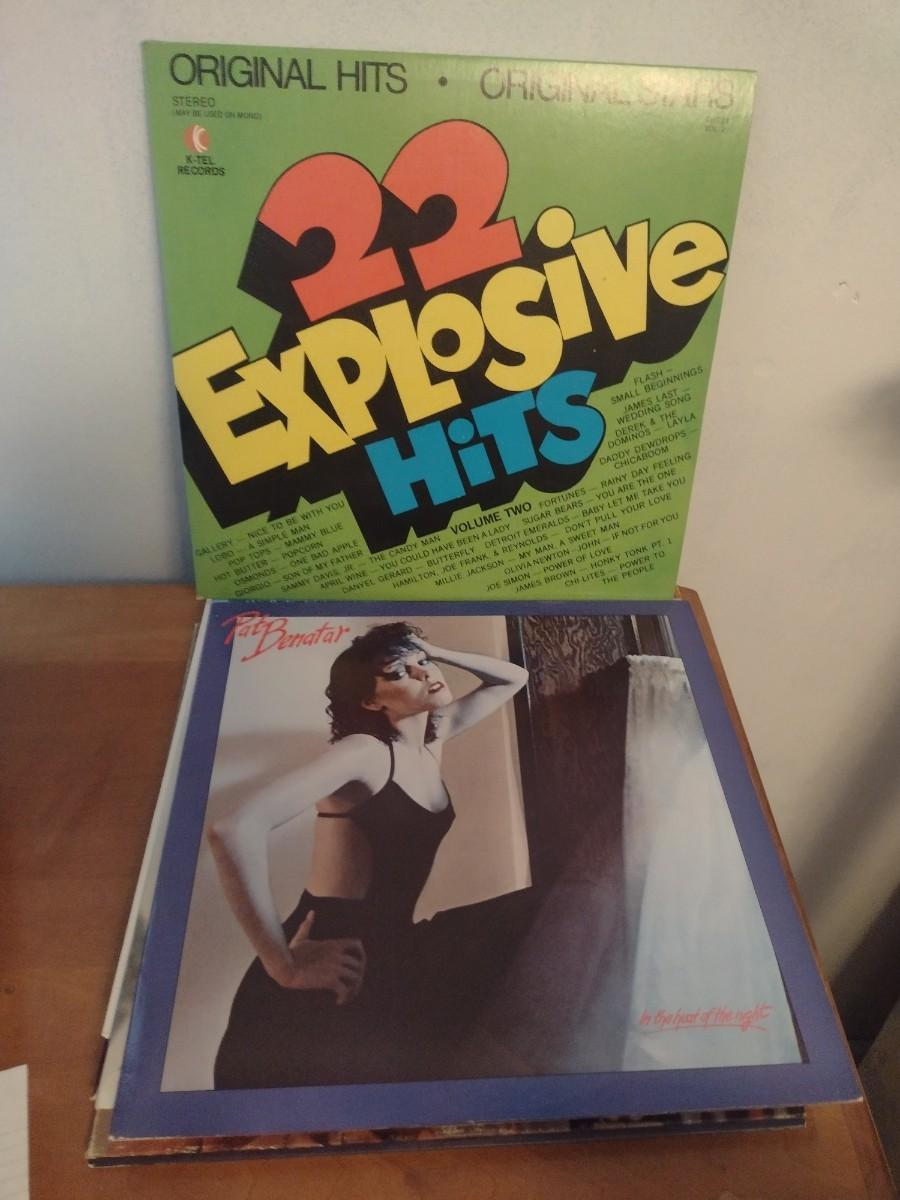 ORIGINAL HITS • ORIGINAL STARS
STEREO
(MAY BE USED ON MONO)
K-TEL
RECORDS
VOL. 2
22
EXPLOSIVE
HITS
VOLUME TWO
GALLERY — NICE TO BE WITH YOU
LOBO — A SIMPLE MAN
POP TOPS — MAMMY BLUE
HOT BUTTER — POPCORN
OSMONDS — ONE BAD APPLE
GIORGIO — SON OF MY FATHER
SAMMY DAVIS, JR. — THE CANDY MAN
APRIL WINE — YOU COULD HAVE BEEN A LADY
DANYEL GERARD — BUTTERFLY
HAMILTON, JOE FRANK & REYNOLDS — DON'T PULL YOUR LOVE
MILLIE JACKSON — MY MAN, A SWEET MAN
OLIVIA NEWTON-JOHN — IF NOT FOR YOU
JOE SIMON — POWER OF LOVE
JAMES BROWN — HONKY TONK PT. 1
CHI-LITES — POWER TO
THE PEOPLE
DETROIT EMERALDS — BABY LET ME TAKE YOU
SUGAR BEARS — YOU ARE THE ONE
FORTUNES — RAINY DAY FEELING
DADDY DEWDROPS —
CHICABOOM
DEREK & THE
DOMINOS — LAYLA
JAMES LAST —
WEDDING SONG
FLASH —
SMALL BEGINNINGS
Pat Benatar
In the heat of the night